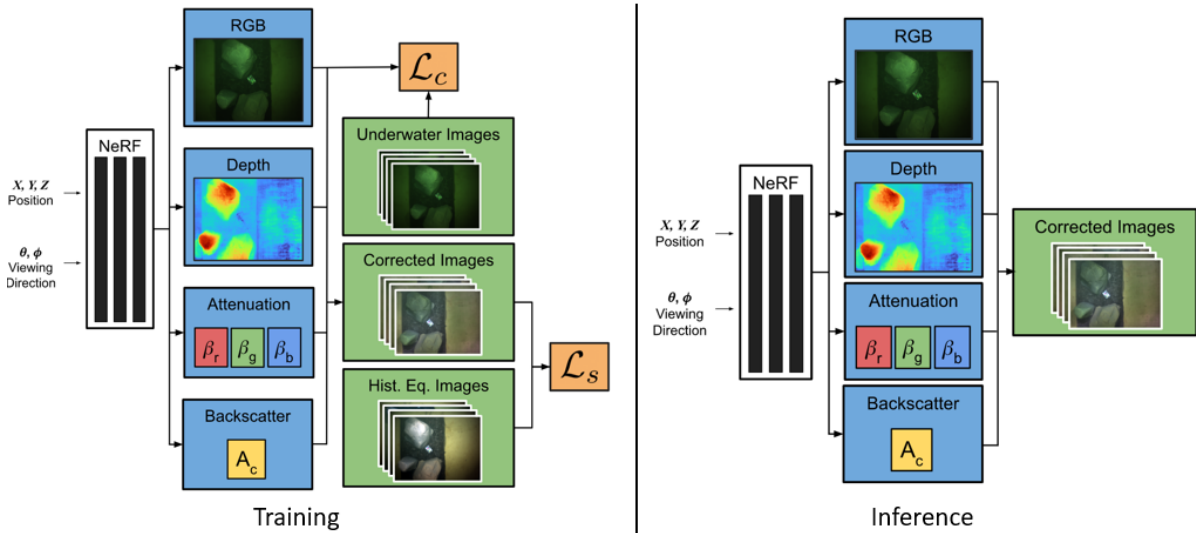 NeRF
X, Y, Z
Position
θ, ϕ
Viewing
Direction
RGB
Depth
Attenuation
βr
βg
βb
Backscatter
Ac
ℒc
Underwater Images
Corrected Images
Hist. Eq. Images
ℒs
Training
NeRF
X, Y, Z
Position
θ, ϕ
Viewing
Direction
RGB
Depth
Attenuation
βr
βg
βb
Backscatter
Ac
Corrected Images
Inference